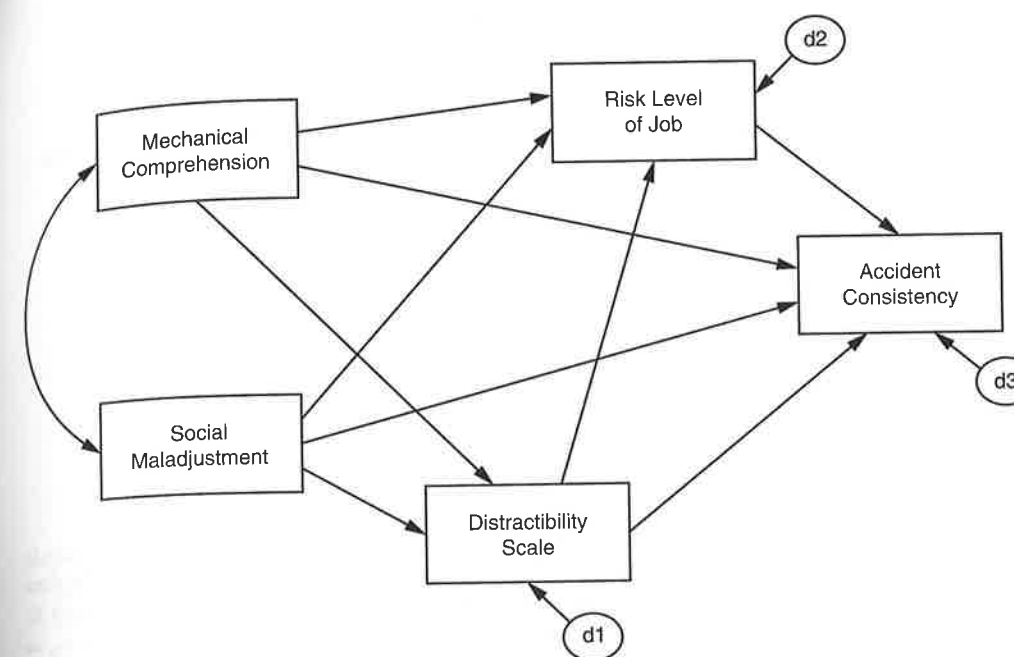 d2
Risk Level
of Job
Mechanical
Comprehension
Accident
Consistency
d3
Social
Maladjustment
Distractibility
Scale
d1